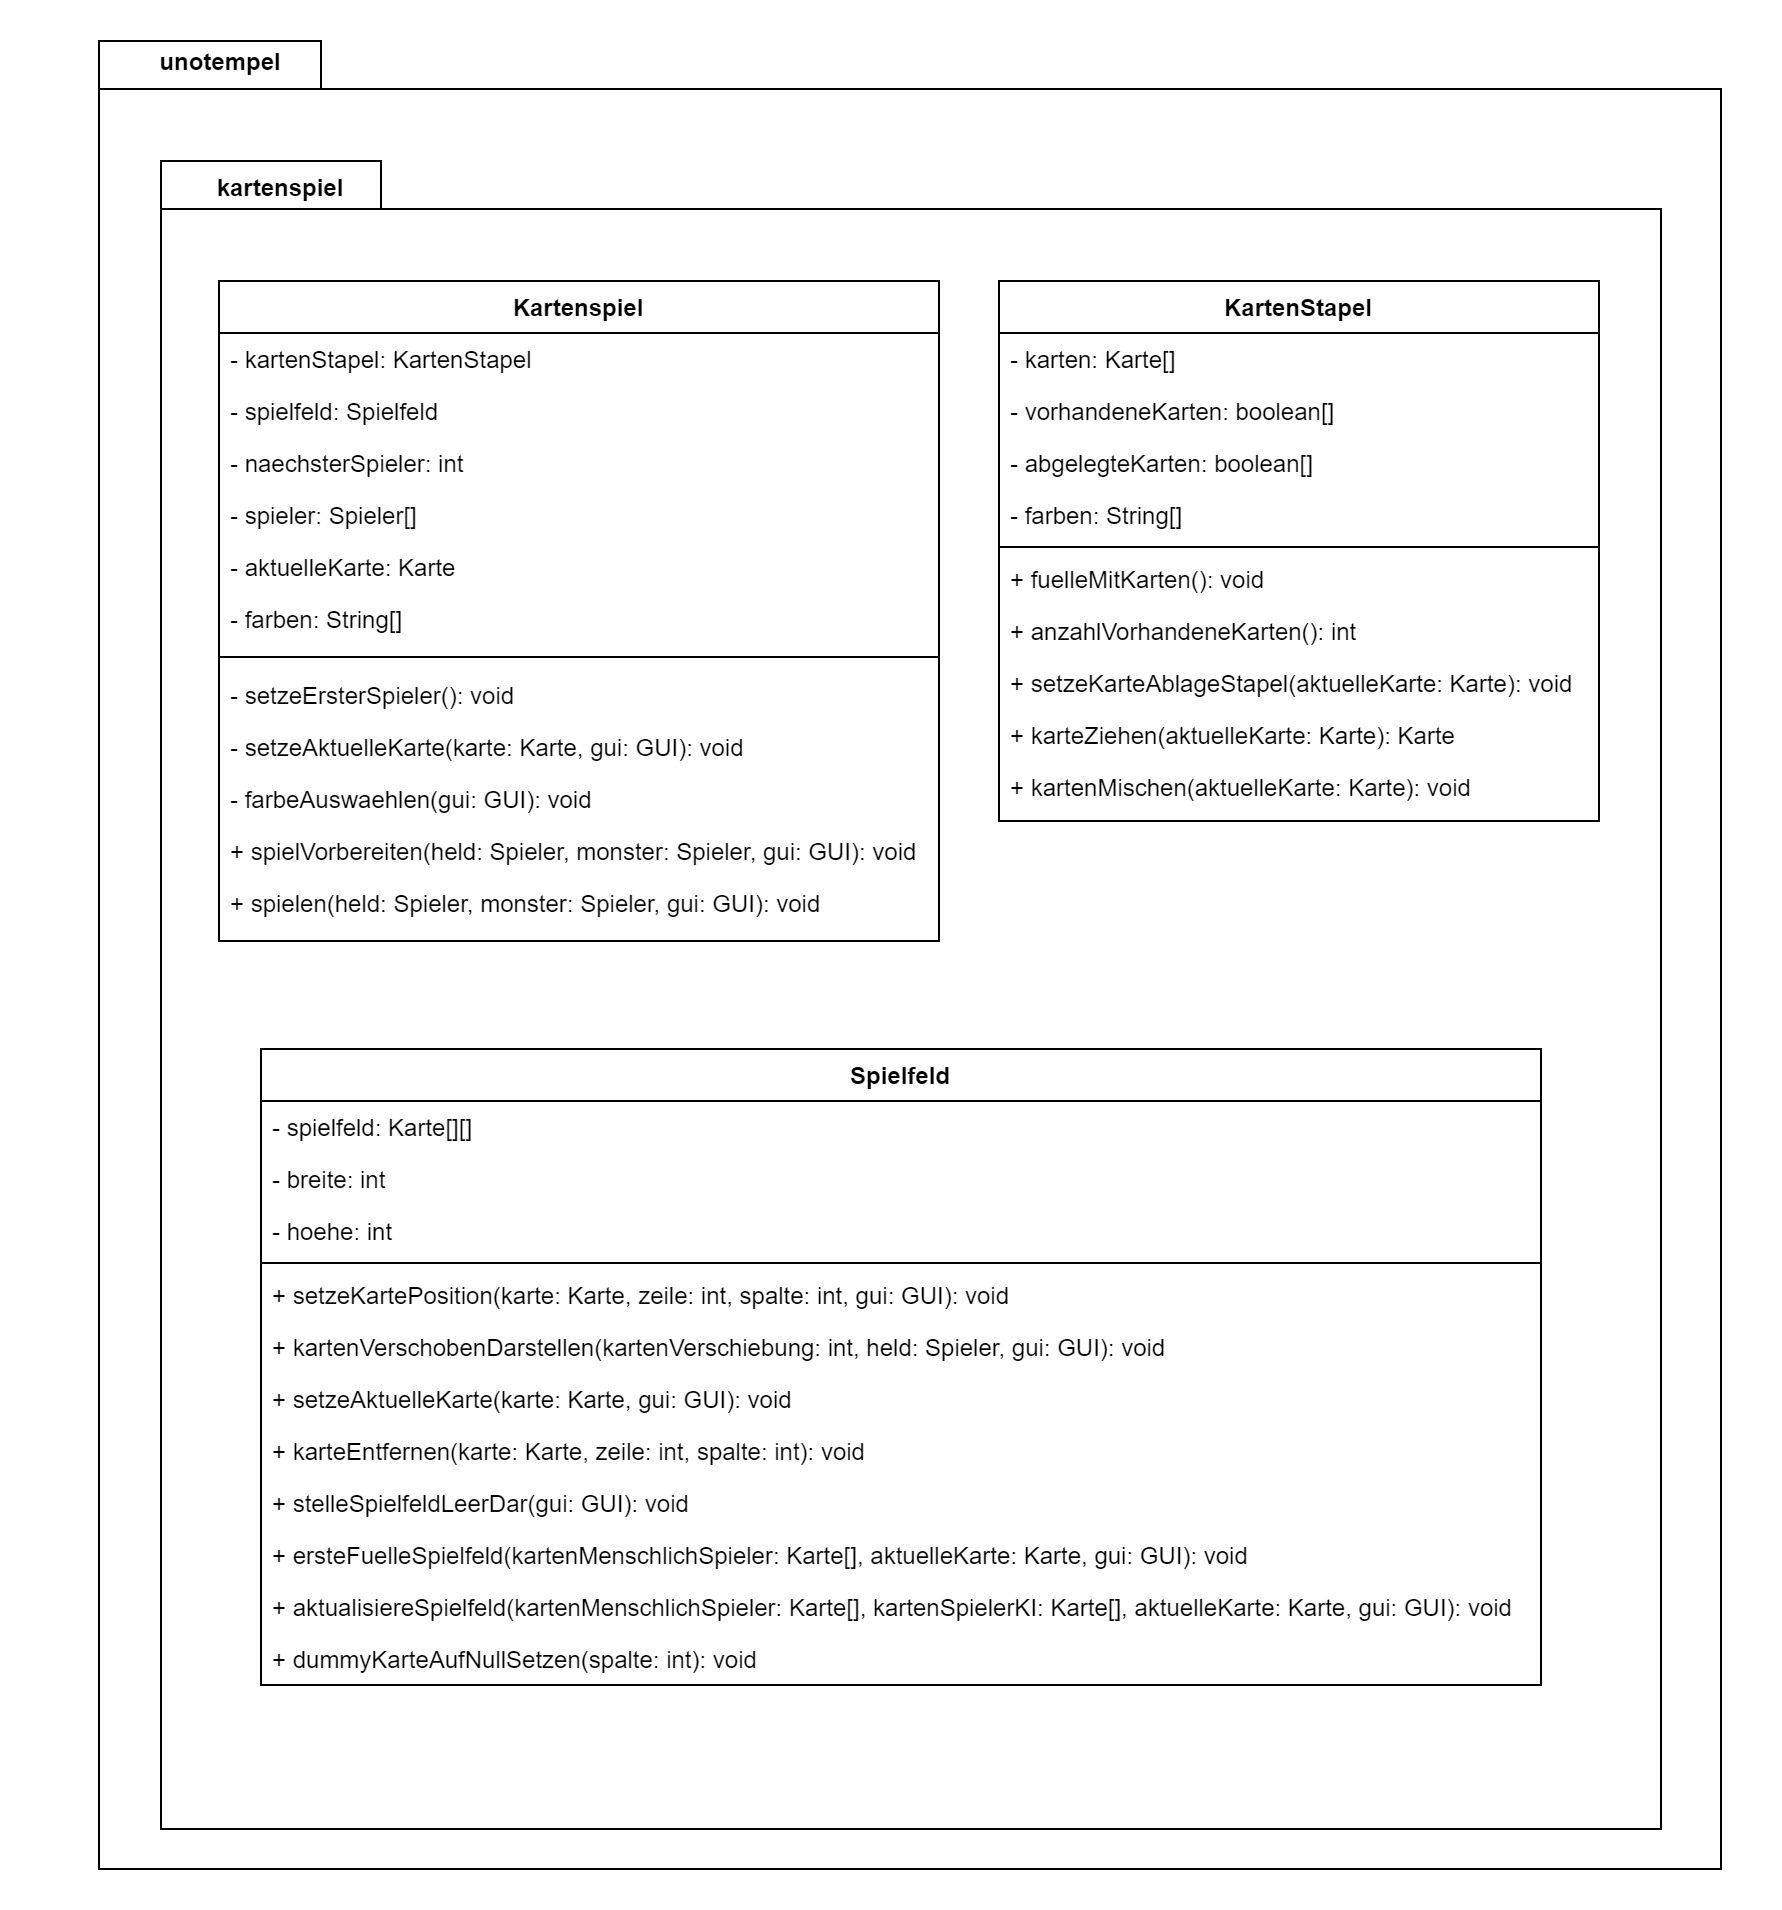 unotempel
kartenspiel
Kartenspiel
- kartenStapel: KartenStapel
- spielfeld: Spielfeld
- naechsterSpieler: int
- spieler: Spieler[]
- aktuelleKarte: Karte
- farben: String[]
- setzeErsterSpieler(): void
- setzeAktuelleKarte(karte: Karte, gui: GUI): void
- farbeAuswaehlen(gui: GUI): void
+ spielVorbereiten(held: Spieler, monster: Spieler, gui: GUI): void
+ spielen(held: Spieler, monster: Spieler, gui: GUI): void
KartenStapel
- karten: Karte[]
- vorhandeneKarten: boolean[]
- abgelegteKarten: boolean[]
- farben: String[]
+ fuelleMitKarten(): void
+ anzahlVorhandeneKarten(): int
+ setzeKarteAblageStapel(aktuelleKarte: Karte): void
+ karteZiehen(aktuelleKarte: Karte): Karte
+ kartenMischen(aktuelleKarte: Karte): void
Spielfeld
- spielfeld: Karte[][]
- breite: int
- hoehe: int
+ setzeKartePosition(karte: Karte, zeile: int, spalte: int, gui: GUI): void
+ kartenVerschobenDarstellen(kartenVerschiebung: int, held: Spieler, gui: GUI): void
+ setzeAktuelleKarte(karte: Karte, gui: GUI): void
+ karteEntfernen(karte: Karte, zeile: int, spalte: int): void
+ stelleSpielfeldLeerDar(gui: GUI): void
+ ersteFuelleSpielfeld(kartenMenschlichSpieler: Karte[], aktuelleKarte: Karte, gui: GUI): void
+ aktualisiereSpielfeld(kartenMenschlichSpieler: Karte[], kartenSpielerKI: Karte[], aktuelleKarte: Karte, gui: GUI): void
+ dummyKarteAufNullSetzen(spalte: int): void